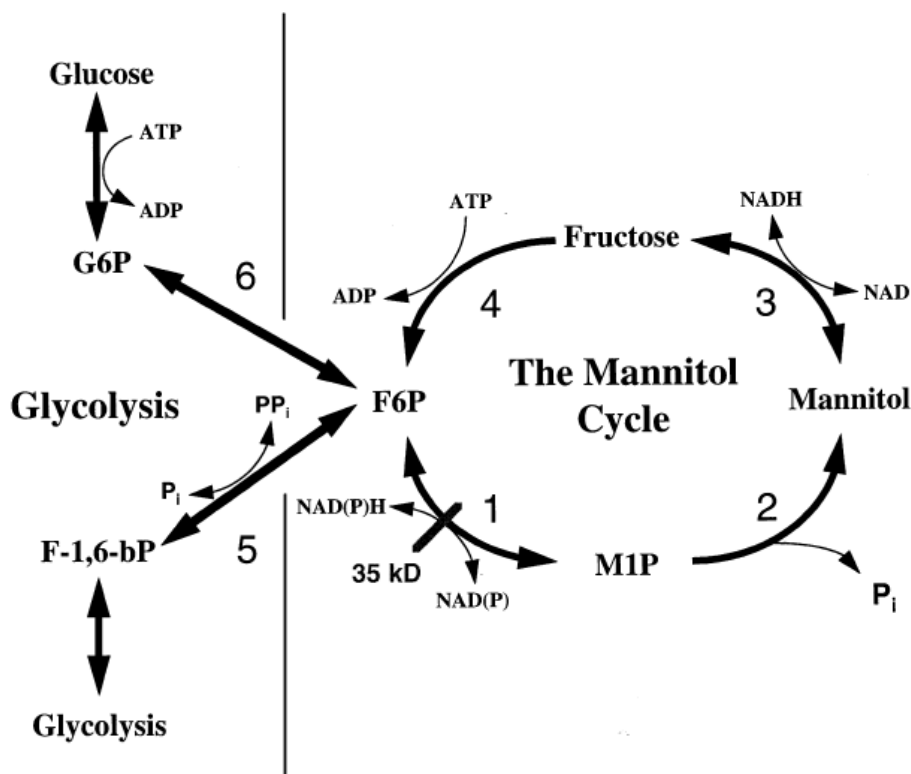 Glucose
ATP
ADP
G6P
6
Glycolysis
PPi
Pi
F-1,6-bP
5
Glycolysis
ATP
Fructose
NADH
ADP
4
3
NAD
F6P
The Mannitol
Cycle
Mannitol
NAD(P)H
1
2
35 kD
M1P
NAD(P)
Pi